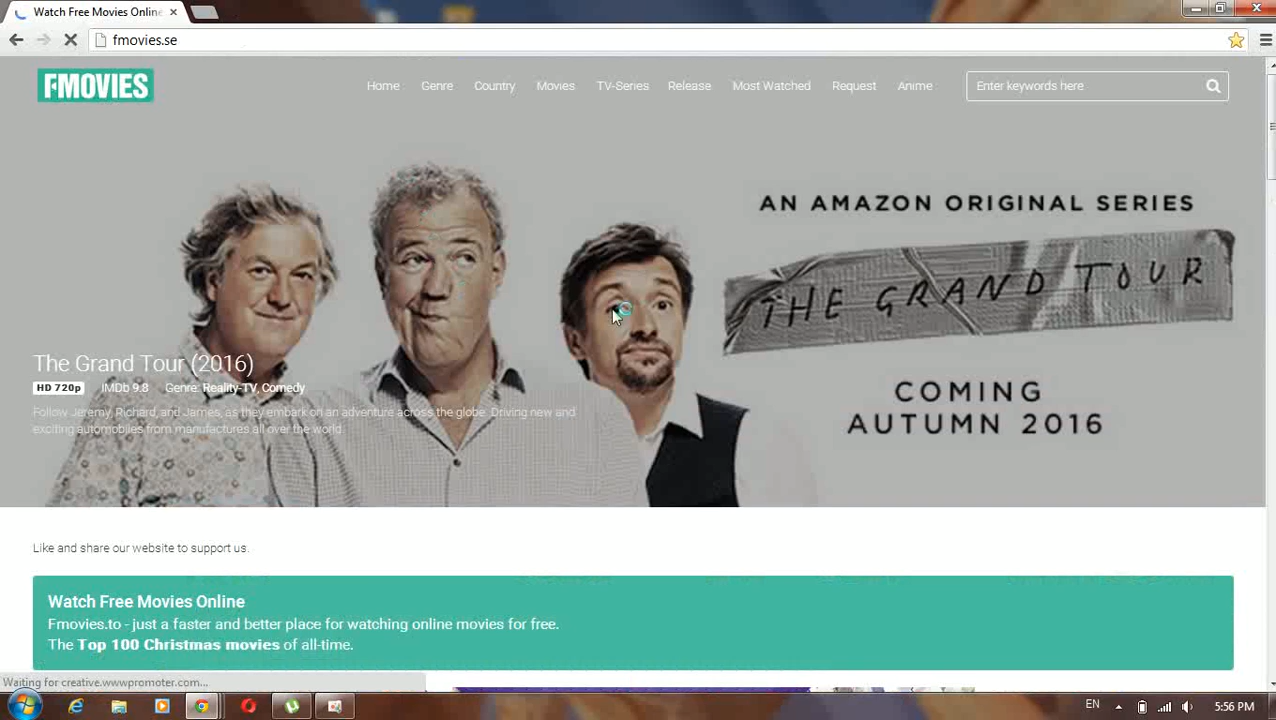 Watch Free Movies Online
fmovies.se
FMOVIES
Home
Genre
Country
Movies
TV-Series
Release
Most Watched
Request
Anime
Enter keywords here
AN AMAZON ORIGINAL SERIES
THE GRAND TOUR
COMING
AUTUMN 2016
The Grand Tour (2016)
HD 720p IMDb 9.8 Genre: Reality-TV, Comedy
Follow Jeremy, Richard, and James, as they embark on an adventure across the globe. Driving new and
exciting automobiles from manufactures all over the world.
Like and share our website to support us.
Watch Free Movies Online
Fmovies.to - just a faster and better place for watching online movies for free.
The Top 100 Christmas movies of all-time.
Waiting for creative.wwwpromoter.com...
EN
5:56 PM